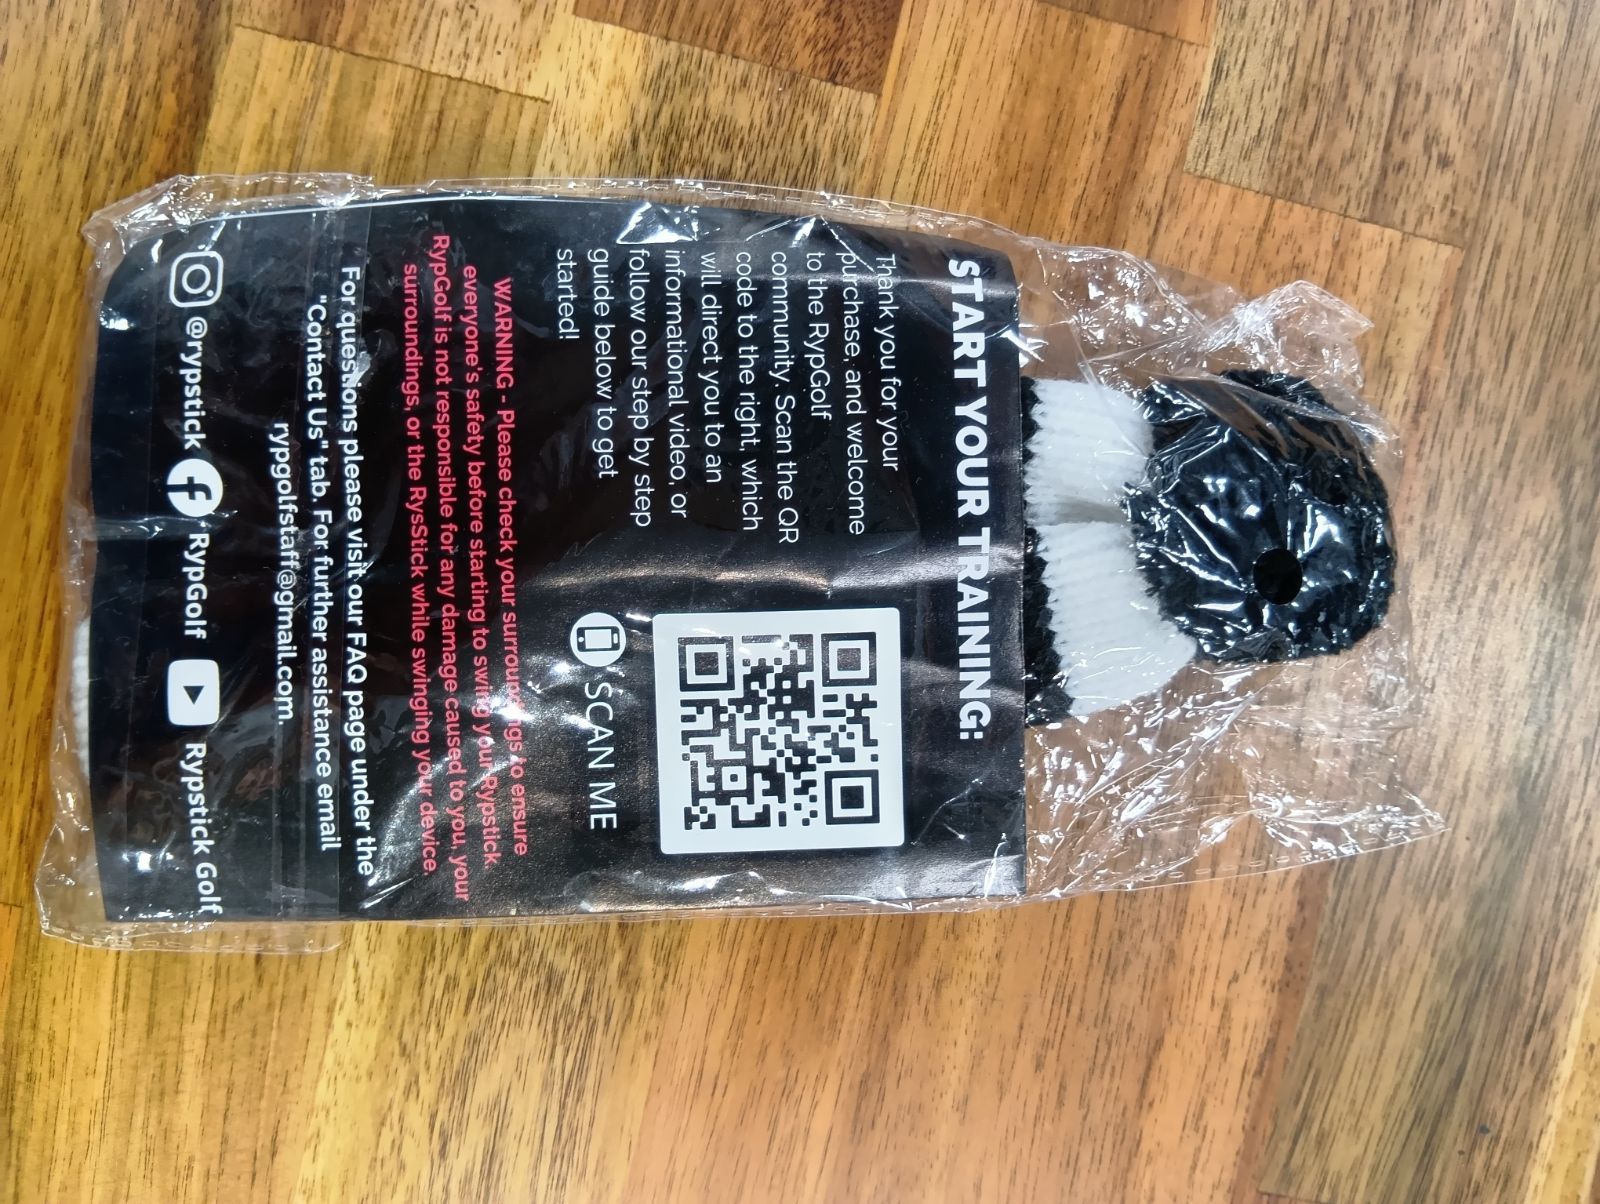 START YOUR TRAINING:
Thank you for your
purchase, and welcome
to the RypGolf
community. Scan the QR
code to the right, which
will direct you to an
informational video, or
follow our step by step
guide below to get
started!
SCAN ME
WARNING - Please check your surroundings to ensure
everyone's safety before starting to swing your Rypstick
RypGolf is not responsible for any damage caused to you, your
surroundings, or the RysStick while swinging your device.
For questions please visit our FAQ page under the
"Contact Us" tab. For further assistance email
rypgolfstaff@gmail.com.
@rypstick RypGolf Rypstick Golf